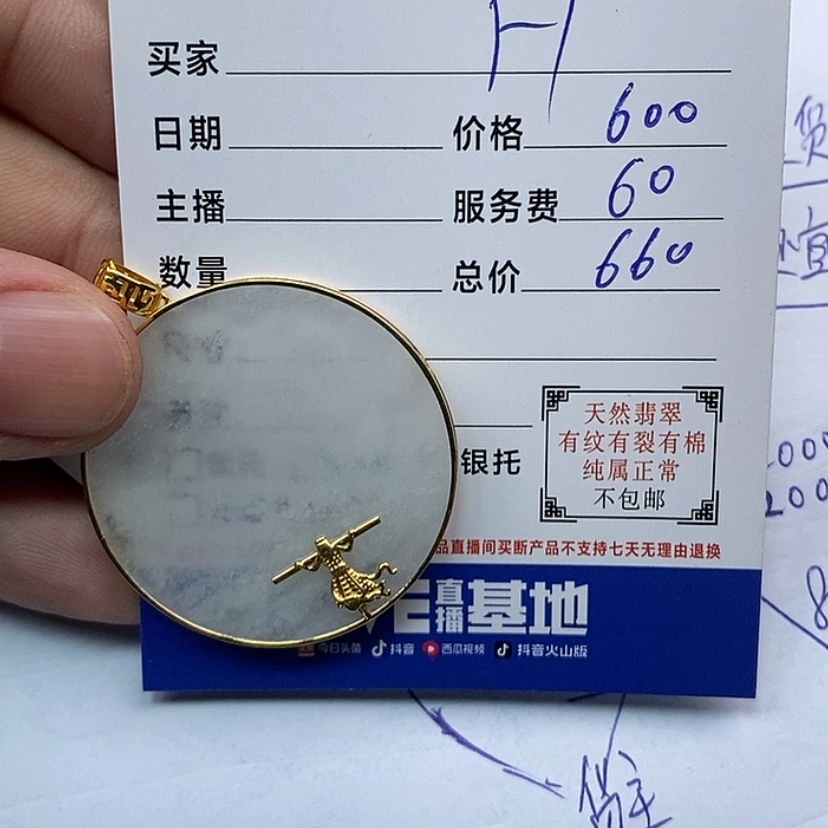 H
买家
日期 价格 600
主播 服务费 60
数量 总价 660
银托
天然翡翠
有纹有裂有棉
纯属正常
不包邮
品直播间买断产品不支持七天无理由退换
直播基地
今日头条 抖音 西瓜视频 抖音火山版
货主